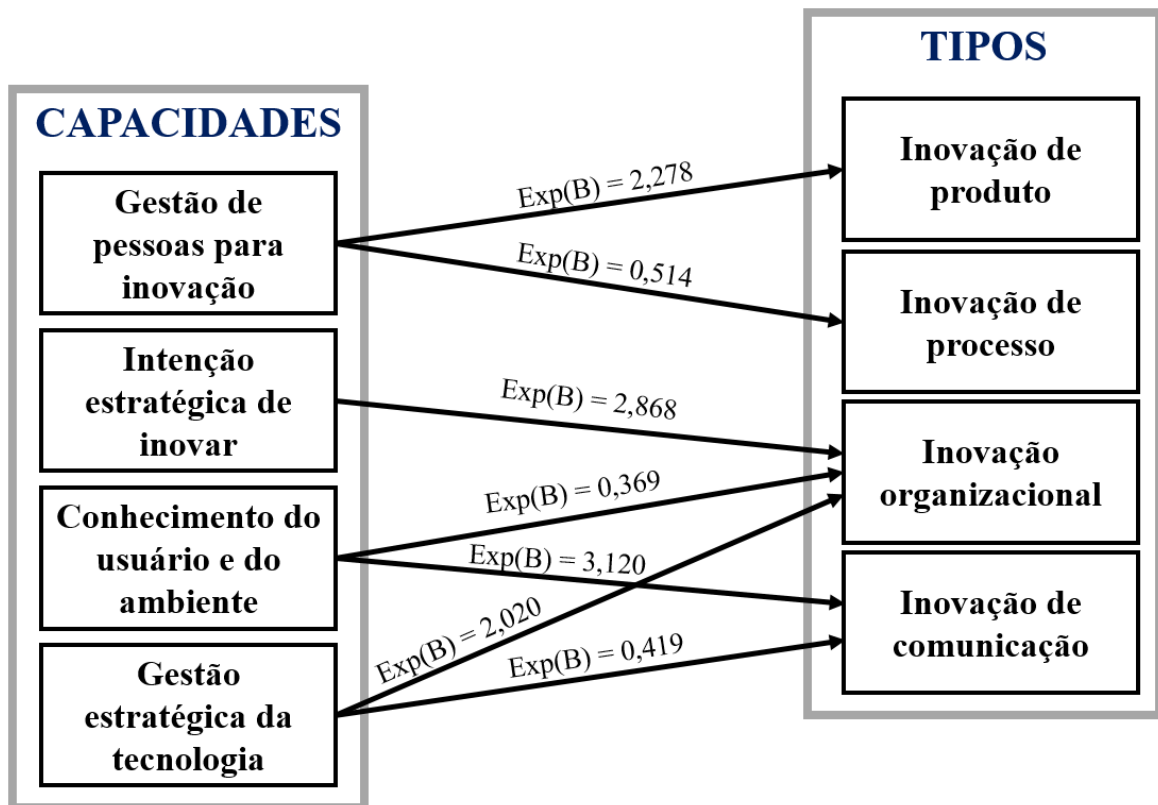 CAPACIDADES
Gestão de
pessoas para
inovação
Intenção
estratégica de
inovar
Conhecimento do
usuário e do
ambiente
Gestão
estratégica da
tecnologia
Exp(B) = 2,278
Exp(B) = 0,514
Exp(B) = 2,868
Exp(B) = 0,369
Exp(B) = 3,120
Exp(B) = 2,020
Exp(B) = 0,419
TIPOS
Inovação de
produto
Inovação de
processo
Inovação
organizacional
Inovação de
comunicação